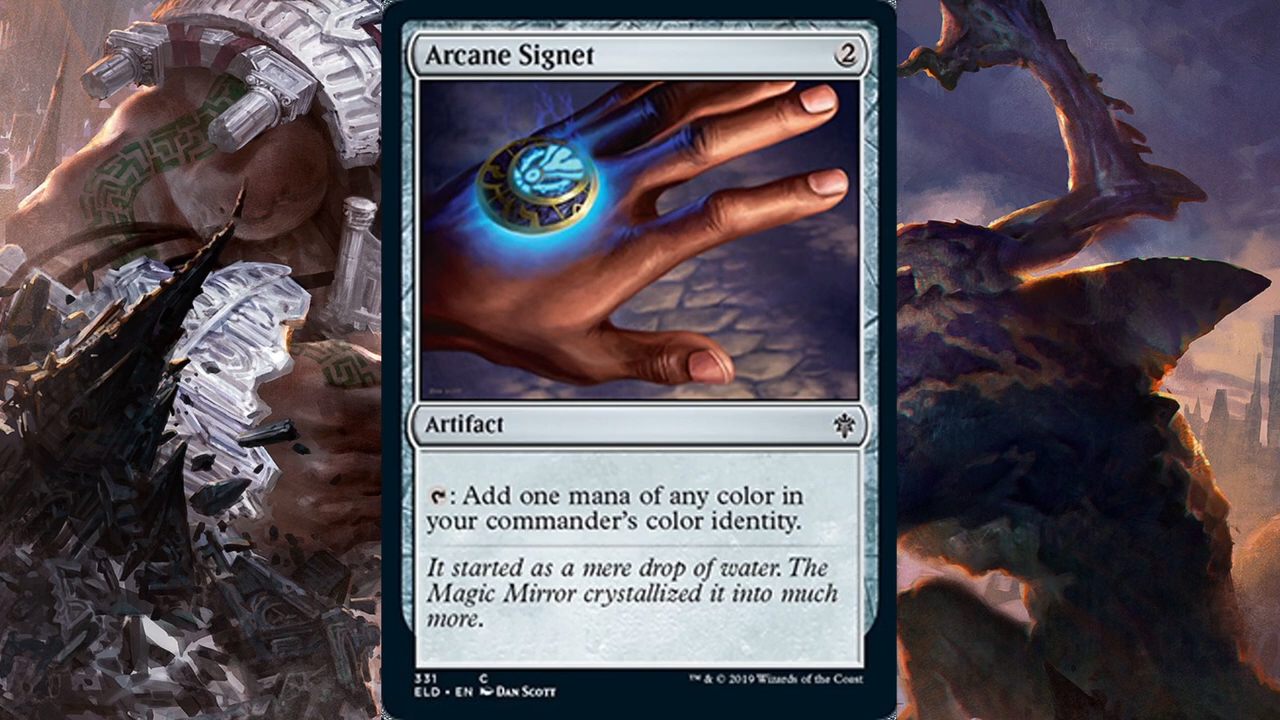 Arcane Signet 2
Artifact
: Add one mana of any color in
your commander's color identity.
It started as a mere drop of water. The
Magic Mirror crystallized it into much
more.
331 C
ELD • EN Dan Scott
™ & © 2019 Wizards of the Coast